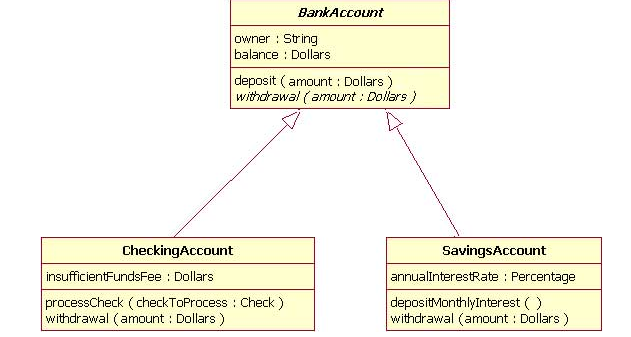 BankAccount
owner : String
balance : Dollars
deposit ( amount : Dollars )
withdrawal ( amount : Dollars )
CheckingAccount
insufficientFundsFee : Dollars
processCheck ( checkToProcess : Check )
withdrawal ( amount : Dollars )
SavingsAccount
annualInterestRate : Percentage
depositMonthlyInterest ( )
withdrawal ( amount : Dollars )